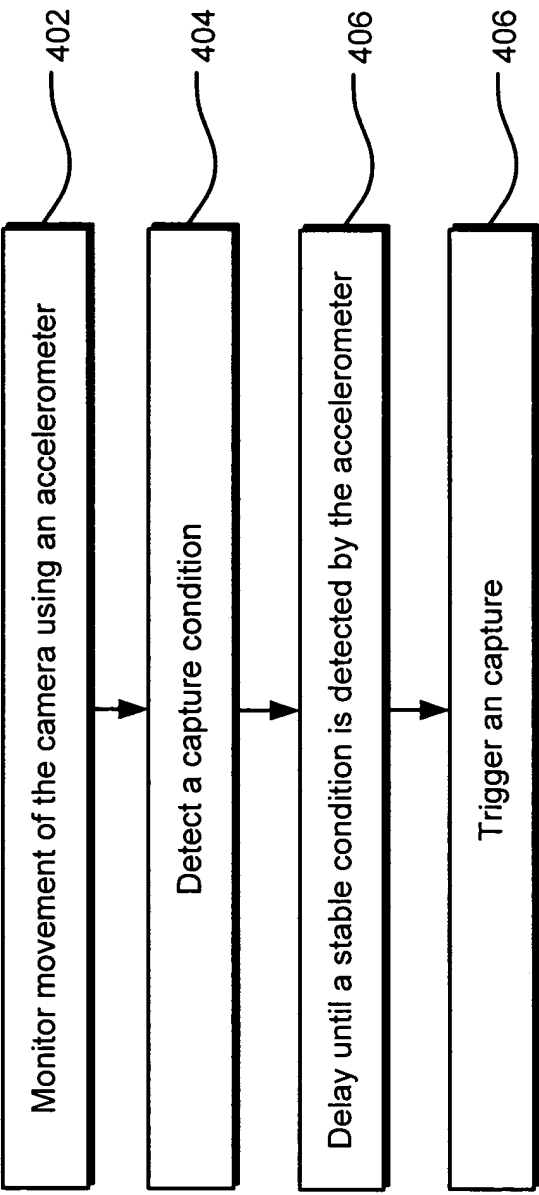 Monitor movement of the camera using an accelerometer
402
Detect a capture condition
404
Delay until a stable condition is detected by the accelerometer
406
Trigger an capture
406